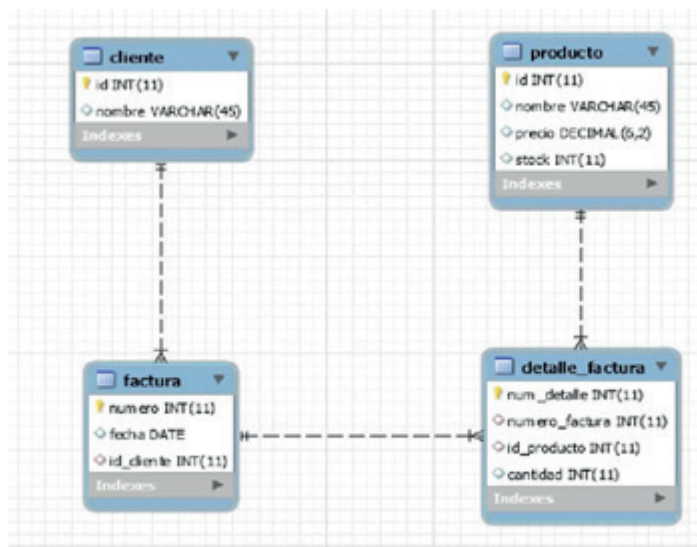 cliente
id INT(11)
nombre VARCHAR(45)
Indexes
producto
id INT(11)
nombre VARCHAR(45)
precio DECIMAL(6,2)
stock INT(11)
Indexes
factura
numero INT(11)
fecha DATE
id_cliente INT(11)
Indexes
detalle_factura
num_detalle INT(11)
numero_factura INT(11)
id_producto INT(11)
cantidad INT(11)
Indexes